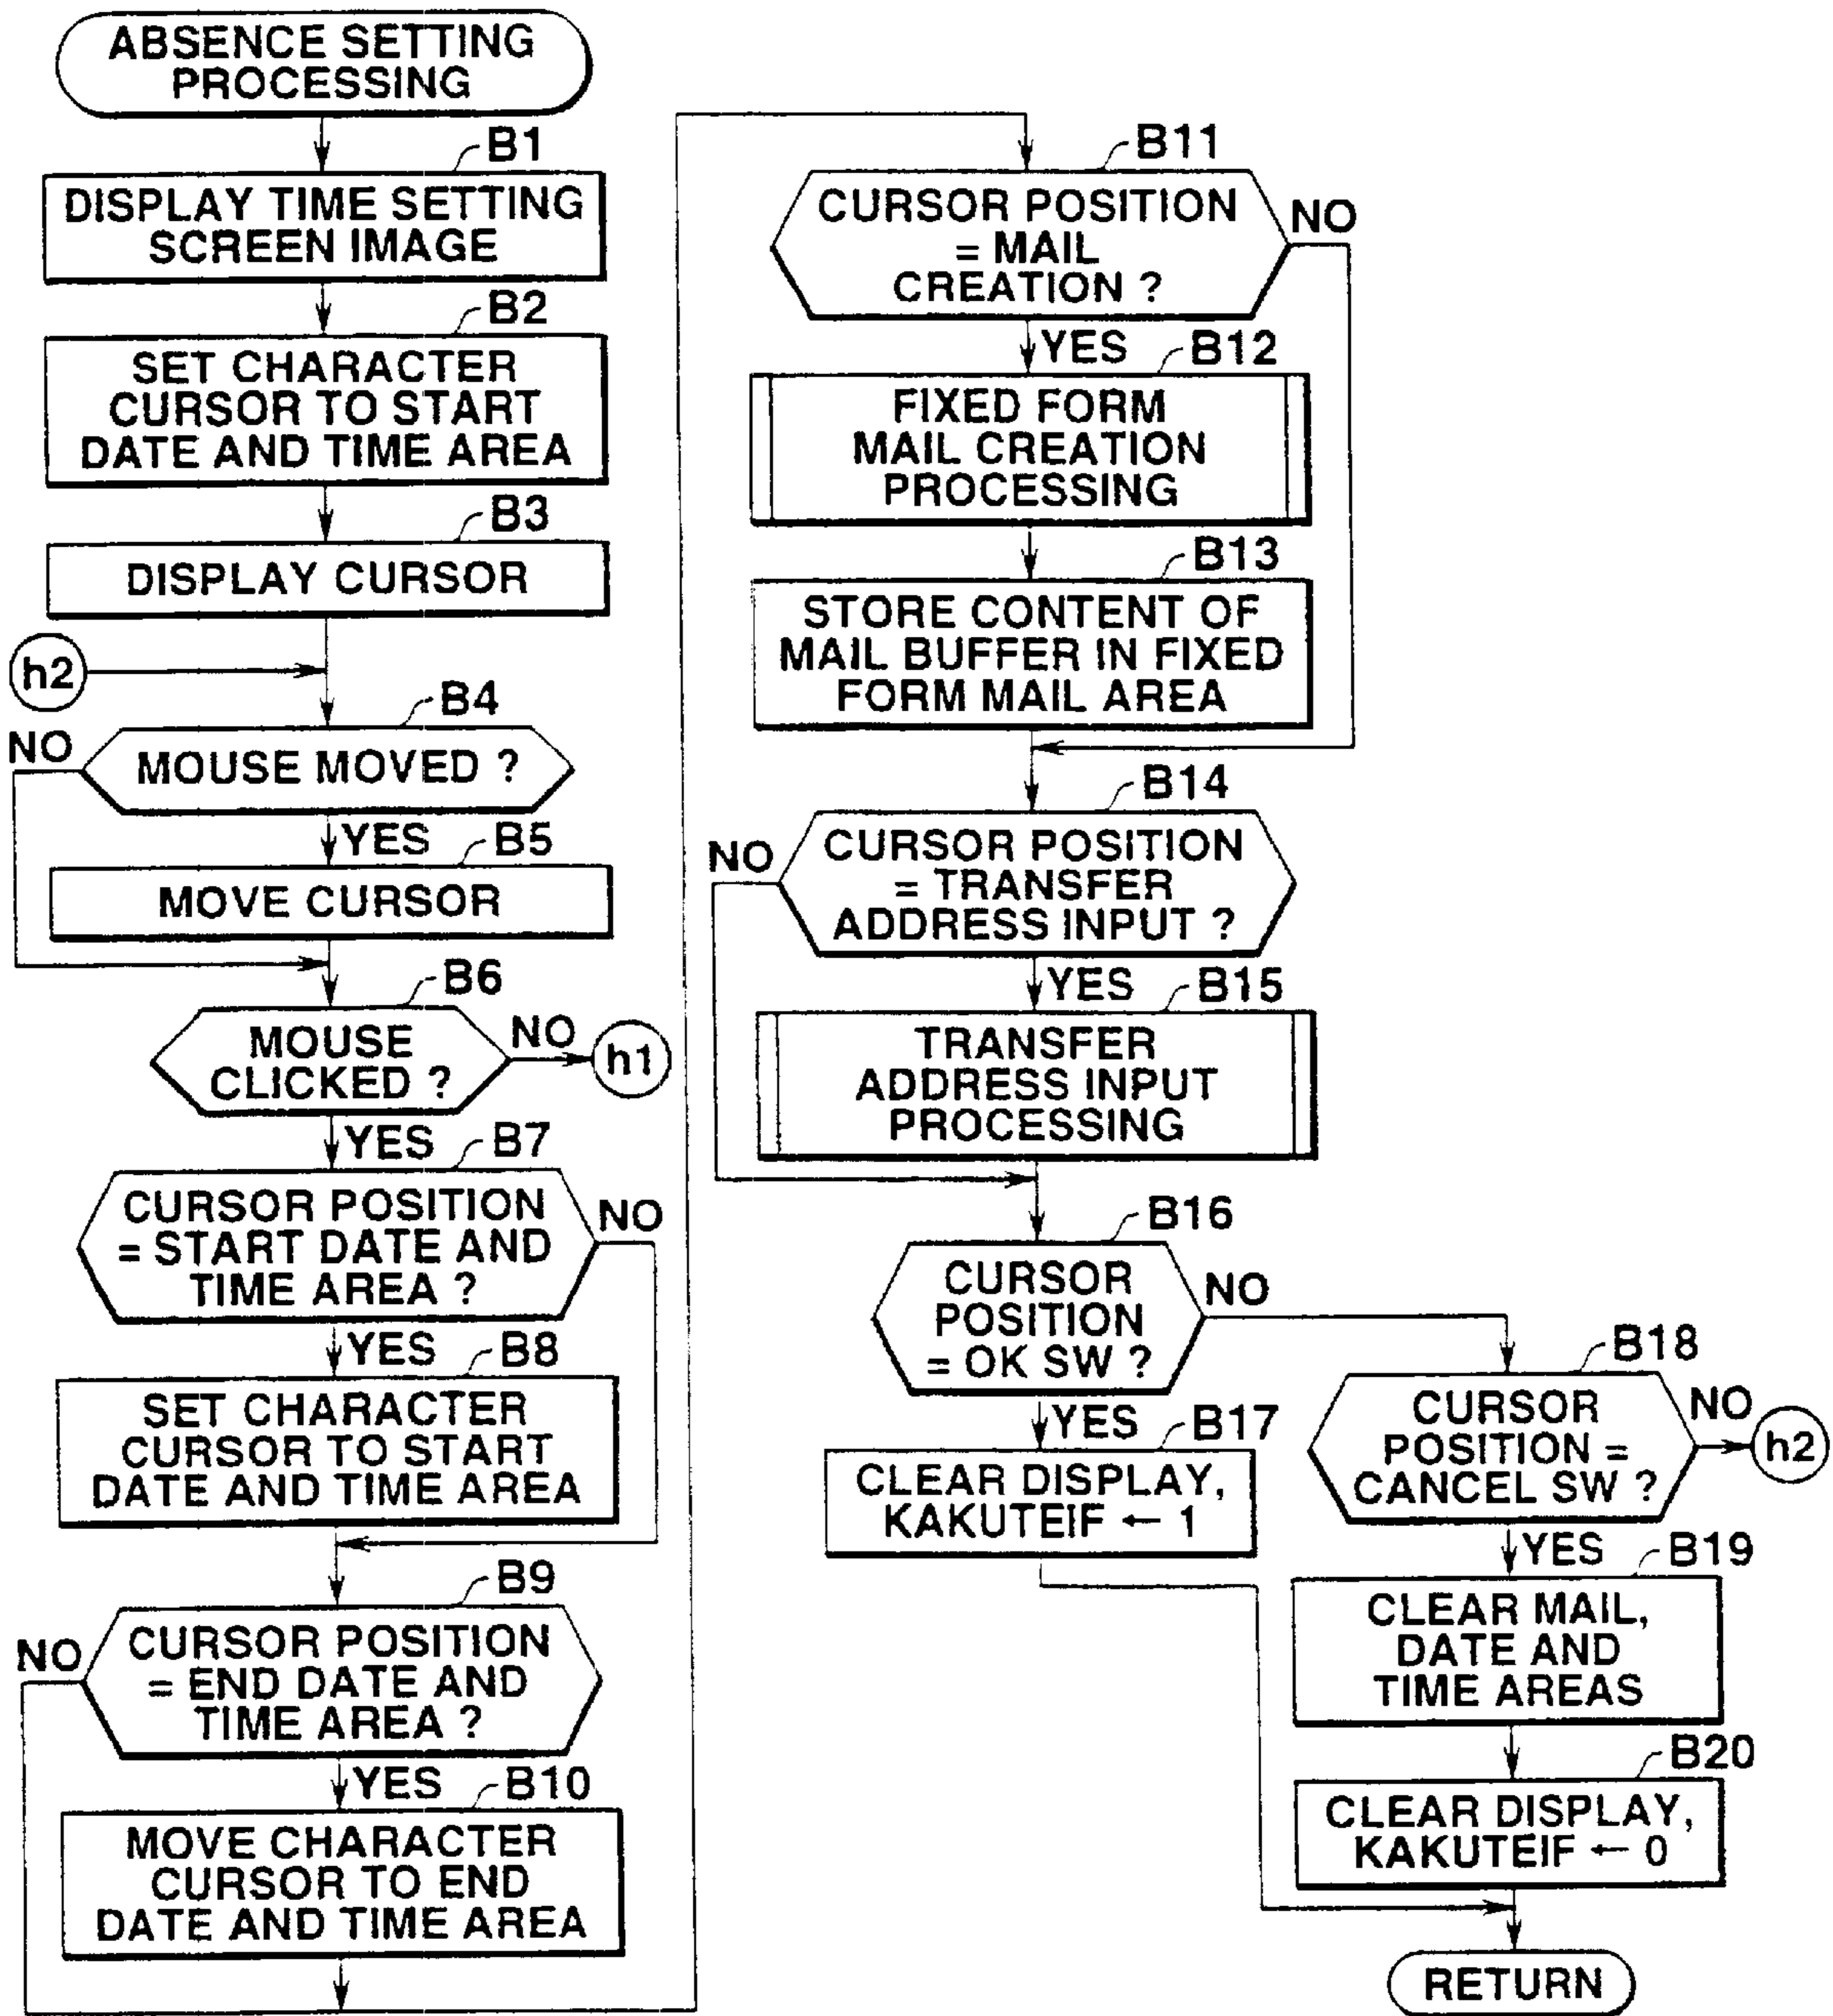 ABSENCE SETTING
PROCESSING
B1
DISPLAY TIME SETTING
SCREEN IMAGE
B2
SET CHARACTER
CURSOR TO START
DATE AND TIME AREA
B3
DISPLAY CURSOR
h2
B4
NO
MOUSE MOVED ?
YES
B5
MOVE CURSOR
B6
MOUSE
CLICKED ?
NO
h1
YES
B7
CURSOR POSITION
= START DATE AND
TIME AREA ?
NO
YES
B8
SET CHARACTER
CURSOR TO START
DATE AND TIME AREA
B9
NO
CURSOR POSITION
= END DATE AND
TIME AREA ?
YES
B10
MOVE CHARACTER
CURSOR TO END
DATE AND TIME AREA
B11
CURSOR POSITION
= MAIL
CREATION ?
NO
YES
B12
FIXED FORM
MAIL CREATION
PROCESSING
B13
STORE CONTENT OF
MAIL BUFFER IN FIXED
FORM MAIL AREA
B14
NO
CURSOR POSITION
= TRANSFER
ADDRESS INPUT ?
YES
B15
TRANSFER
ADDRESS INPUT
PROCESSING
B16
CURSOR
POSITION
= OK SW ?
NO
YES
B17
CLEAR DISPLAY,
KAKUTEIF ← 1
B18
CURSOR
POSITION =
CANCEL SW ?
NO
h2
YES
B19
CLEAR MAIL,
DATE AND
TIME AREAS
B20
CLEAR DISPLAY,
KAKUTEIF ← 0
RETURN